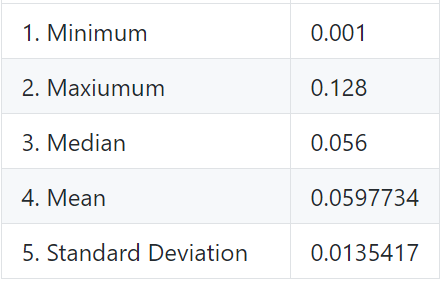 1. Minimum 0.001
2. Maxiumum 0.128
3. Median 0.056
4. Mean 0.0597734
5. Standard Deviation 0.0135417